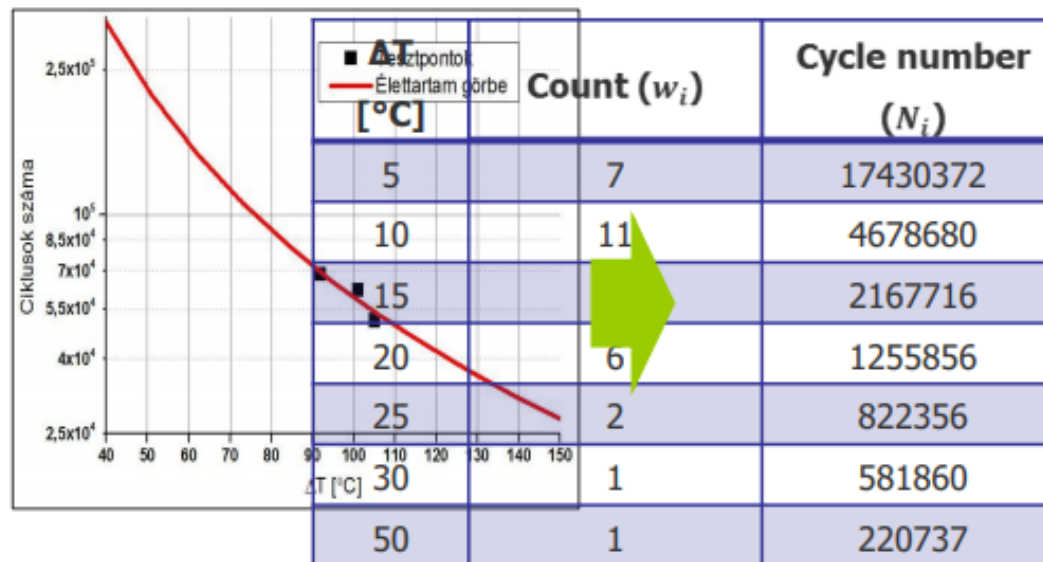 2,5x10⁵
10⁵
8,5x10⁴
7x10⁴
5,5x10⁴
4x10⁴
2,5x10⁴
Ciklusok száma
40 50 60 70 80 90 100 110 120 130 140 150
ΔT [°C]
Tesztpontok
Élettartam görbe
ΔT [°C] Count (wᵢ) Cycle number (Nᵢ)
5 7 17430372
10 11 4678680
15 2167716
20 6 1255856
25 2 822356
30 1 581860
50 1 220737